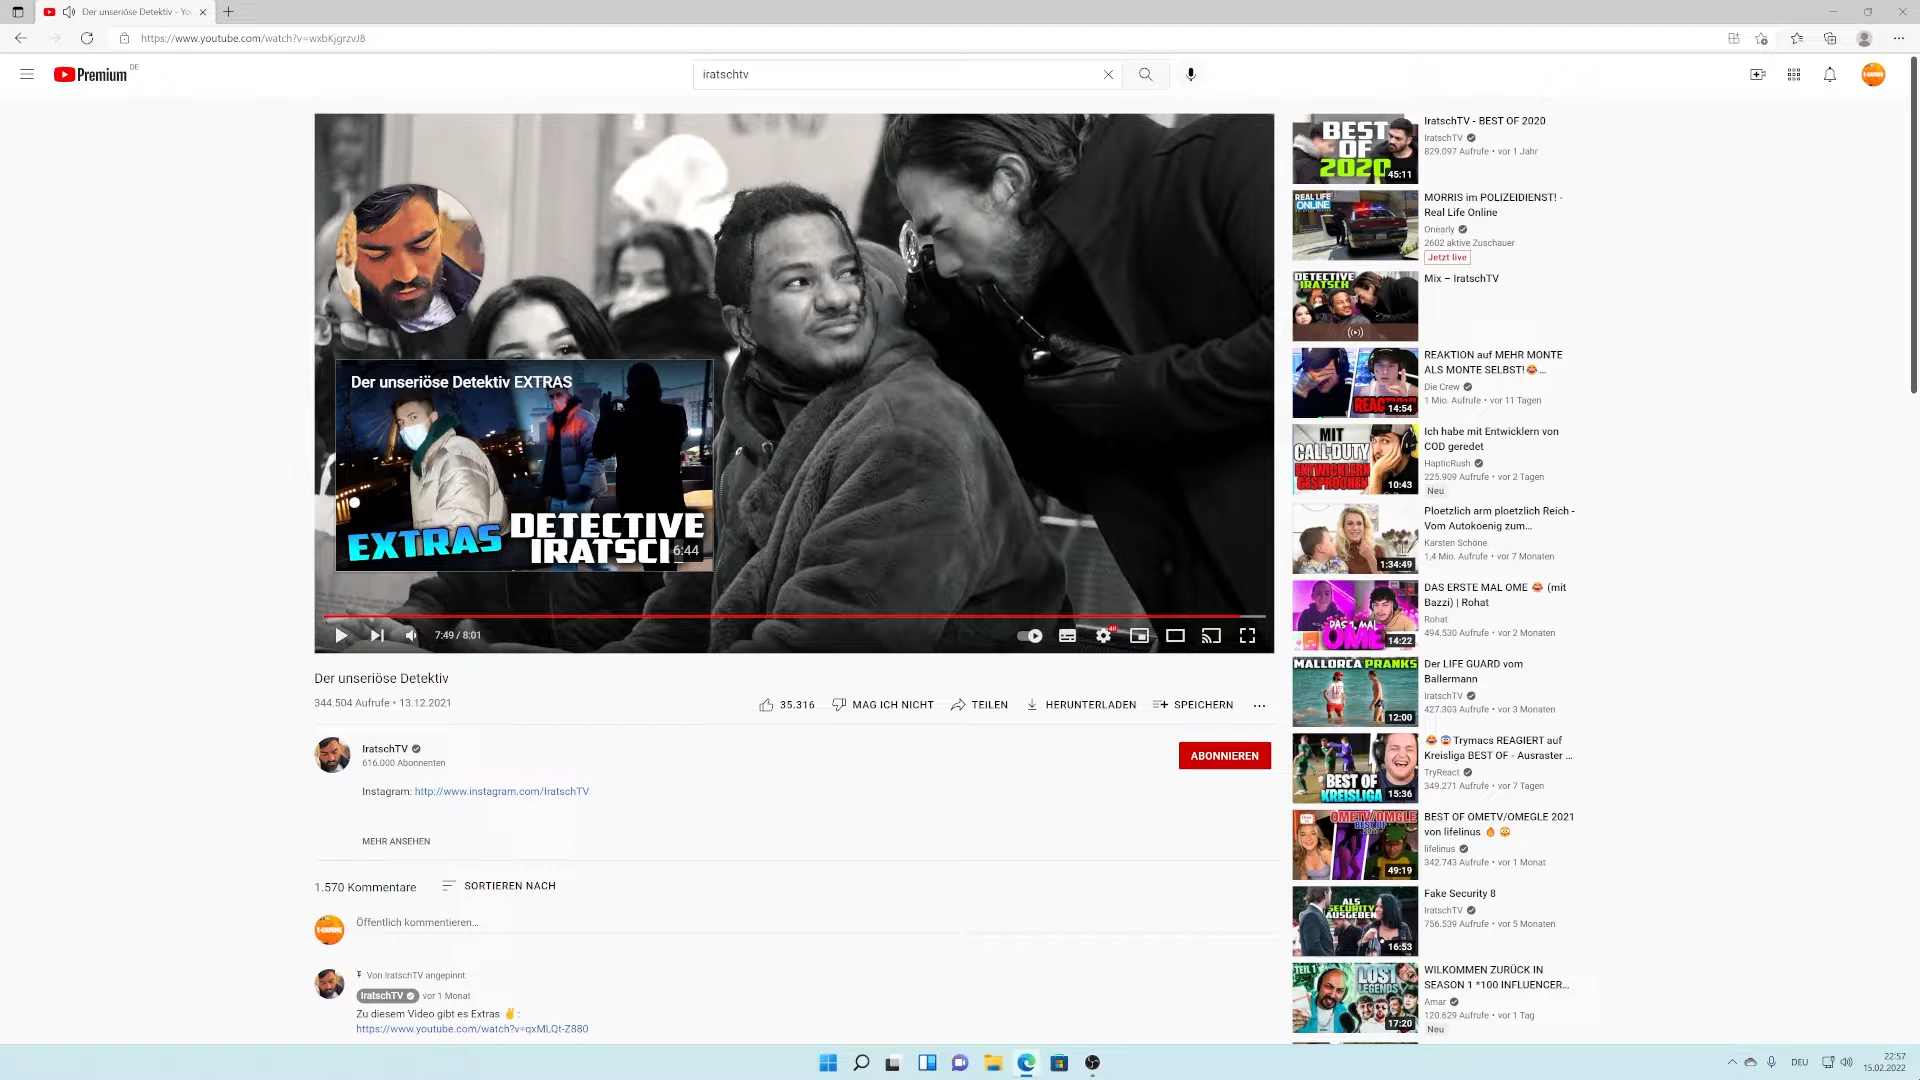 Der unseriöse Detektiv - Yo
https://www.youtube.com/watch?v=wxbKjgrzvJ8
Premium DE
iratschtv
Der unseriöse Detektiv EXTRAS
EXTRAS
DETECTIVE
IRATSCH
6:44
7:49 / 8:01
4K
Der unseriöse Detektiv
344.504 Aufrufe • 13.12.2021
35.316 MAG ICH NICHT TEILEN HERUNTERLADEN SPEICHERN
IratschTV
616.000 Abonnenten
ABONNIEREN
Instagram: http://www.instagram.com/IratschTV
MEHR ANSEHEN
1.570 Kommentare SORTIEREN NACH
E-GAMING
Öffentlich kommentieren...
Von IratschTV angepinnt
IratschTV vor 1 Monat
Zu diesem Video gibt es Extras ✌️:
https://www.youtube.com/watch?v=qxMLQt-Z880
BEST
OF
2020
45:11
IratschTV - BEST OF 2020
IratschTV
829.097 Aufrufe • vor 1 Jahr
REAL LIFE
ONLINE
MORRIS im POLIZEIDIENST! -
Real Life Online
Onearly
2602 aktive Zuschauer
Jetzt live
DETECTIVE
IRATSCH
Mix – IratschTV
14:54
REAKTION auf MEHR MONTE
ALS MONTE SELBST!😂...
Die Crew
1 Mio. Aufrufe • vor 11 Tagen
MIT
CALL-DUTY
ENTWICKLERN
GESPROCHEN
10:43
Ich habe mit Entwicklern von
COD geredet
HapticRush
225.909 Aufrufe • vor 2 Tagen
Neu
1:34:49
Ploetzlich arm ploetzlich Reich -
Vom Autokoenig zum...
Karsten Schöne
1,4 Mio. Aufrufe • vor 7 Monaten
DAS 1. MAL
OME
14:22
DAS ERSTE MAL OME 😂 (mit
Bazzi) | Rohat
Rohat
494.530 Aufrufe • vor 2 Monaten
MALLORCA PRANKS
12:00
Der LIFE GUARD vom
Ballermann
IratschTV
427.303 Aufrufe • vor 3 Monaten
BEST OF
KREISLIGA
15:36
😂 😨 Trymacs REAGIERT auf
Kreisliga BEST OF - Ausraster ...
TryReact
349.271 Aufrufe • vor 7 Tagen
OMETV/OMGLE
49:19
BEST OF OMETV/OMEGLE 2021
von lifelinus 🔥 😳
lifelinus
342.743 Aufrufe • vor 1 Monat
ALS
SECURITY
AUSGEBEN
16:53
Fake Security 8
IratschTV
756.539 Aufrufe • vor 5 Monaten
TEIL 1
LOST
LEGENDS
17:20
WILKOMMEN ZURÜCK IN
SEASON 1 *100 INFLUENCER...
Amar
120.629 Aufrufe • vor 1 Tag
Neu
DEU
22:57
15.02.2022